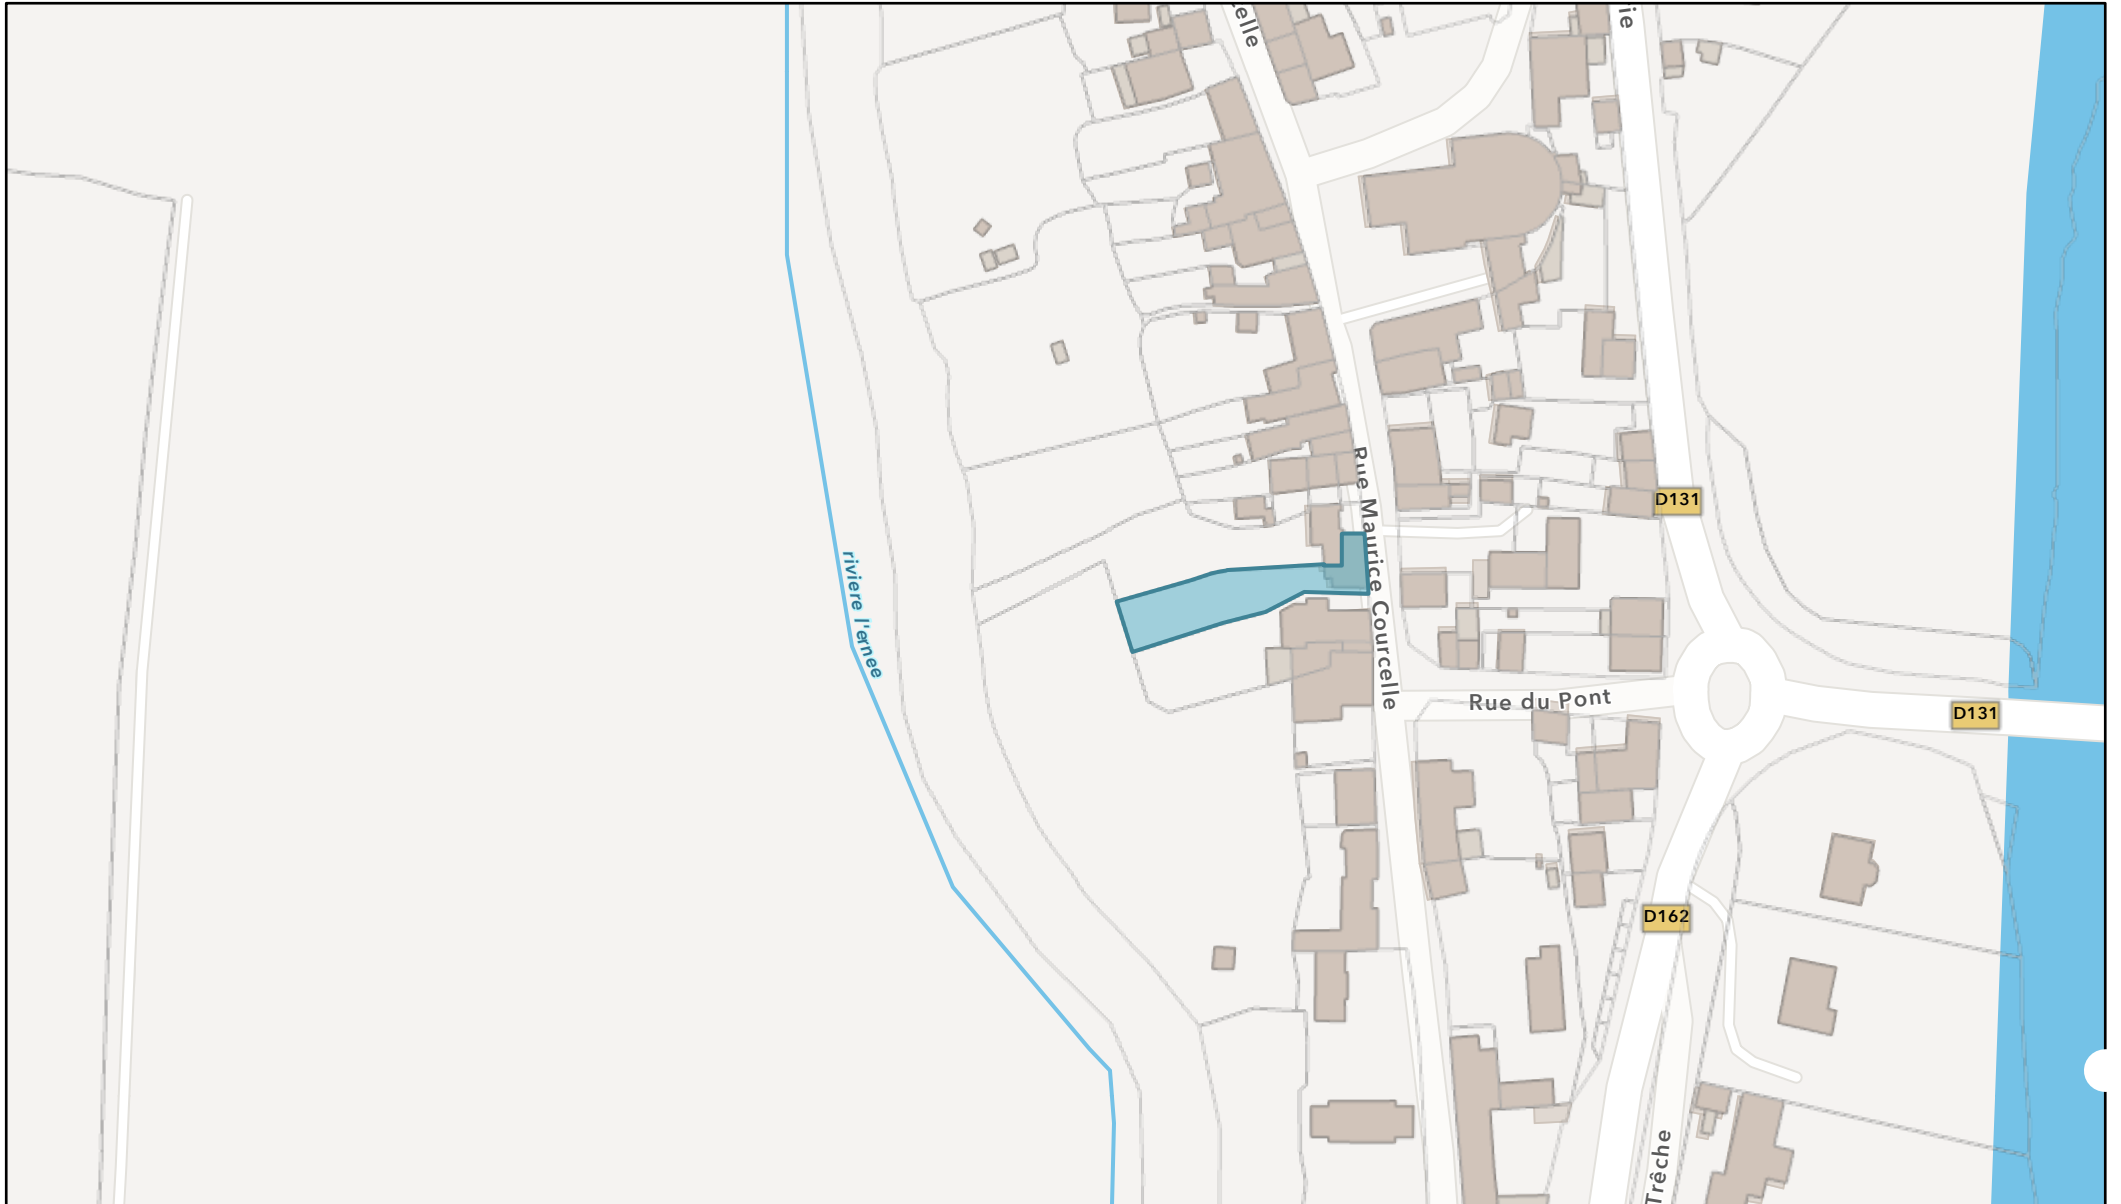 elle
ie
Rue Maurice Courcelle
D131
riviere l'ernee
Rue du Pont
D131
D162
Trêche